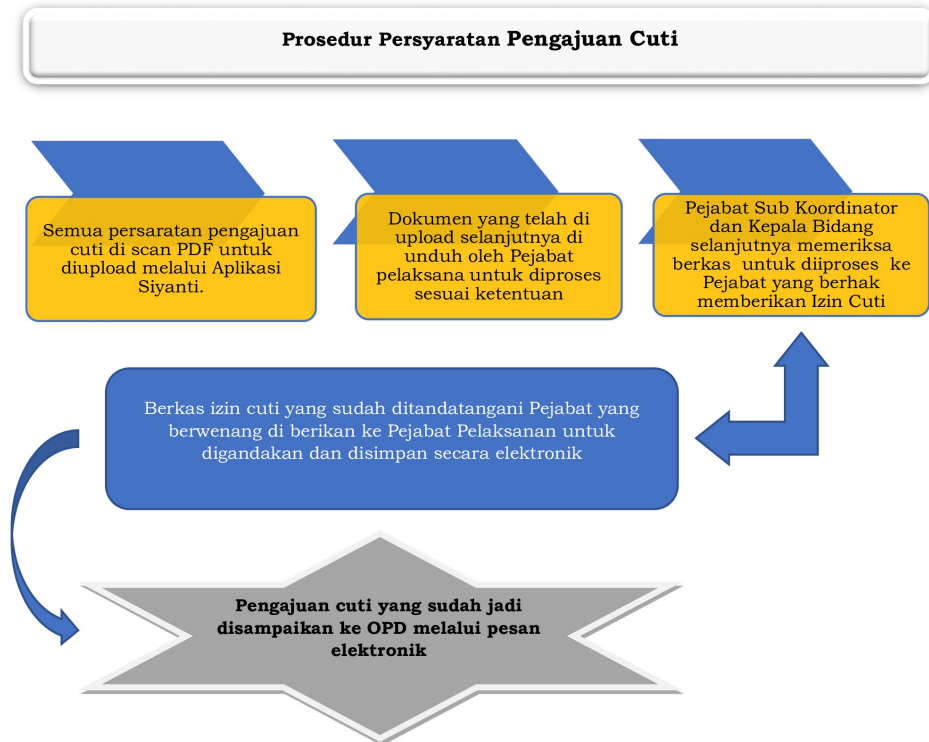 Prosedur Persyaratan Pengajuan Cuti
Semua persaratan pengajuan
cuti di scan PDF untuk
diupload melalui Aplikasi
Siyanti.
Dokumen yang telah di
upload selanjutnya di
unduh oleh Pejabat
pelaksana untuk diproses
sesuai ketentuan
Pejabat Sub Koordinator
dan Kepala Bidang
selanjutnya memeriksa
berkas untuk diiproses ke
Pejabat yang berhak
memberikan Izin Cuti
Berkas izin cuti yang sudah ditandatangani Pejabat yang
berwenang di berikan ke Pejabat Pelaksanan untuk
digandakan dan disimpan secara elektronik
Pengajuan cuti yang sudah jadi
disampaikan ke OPD melalui pesan
elektronik